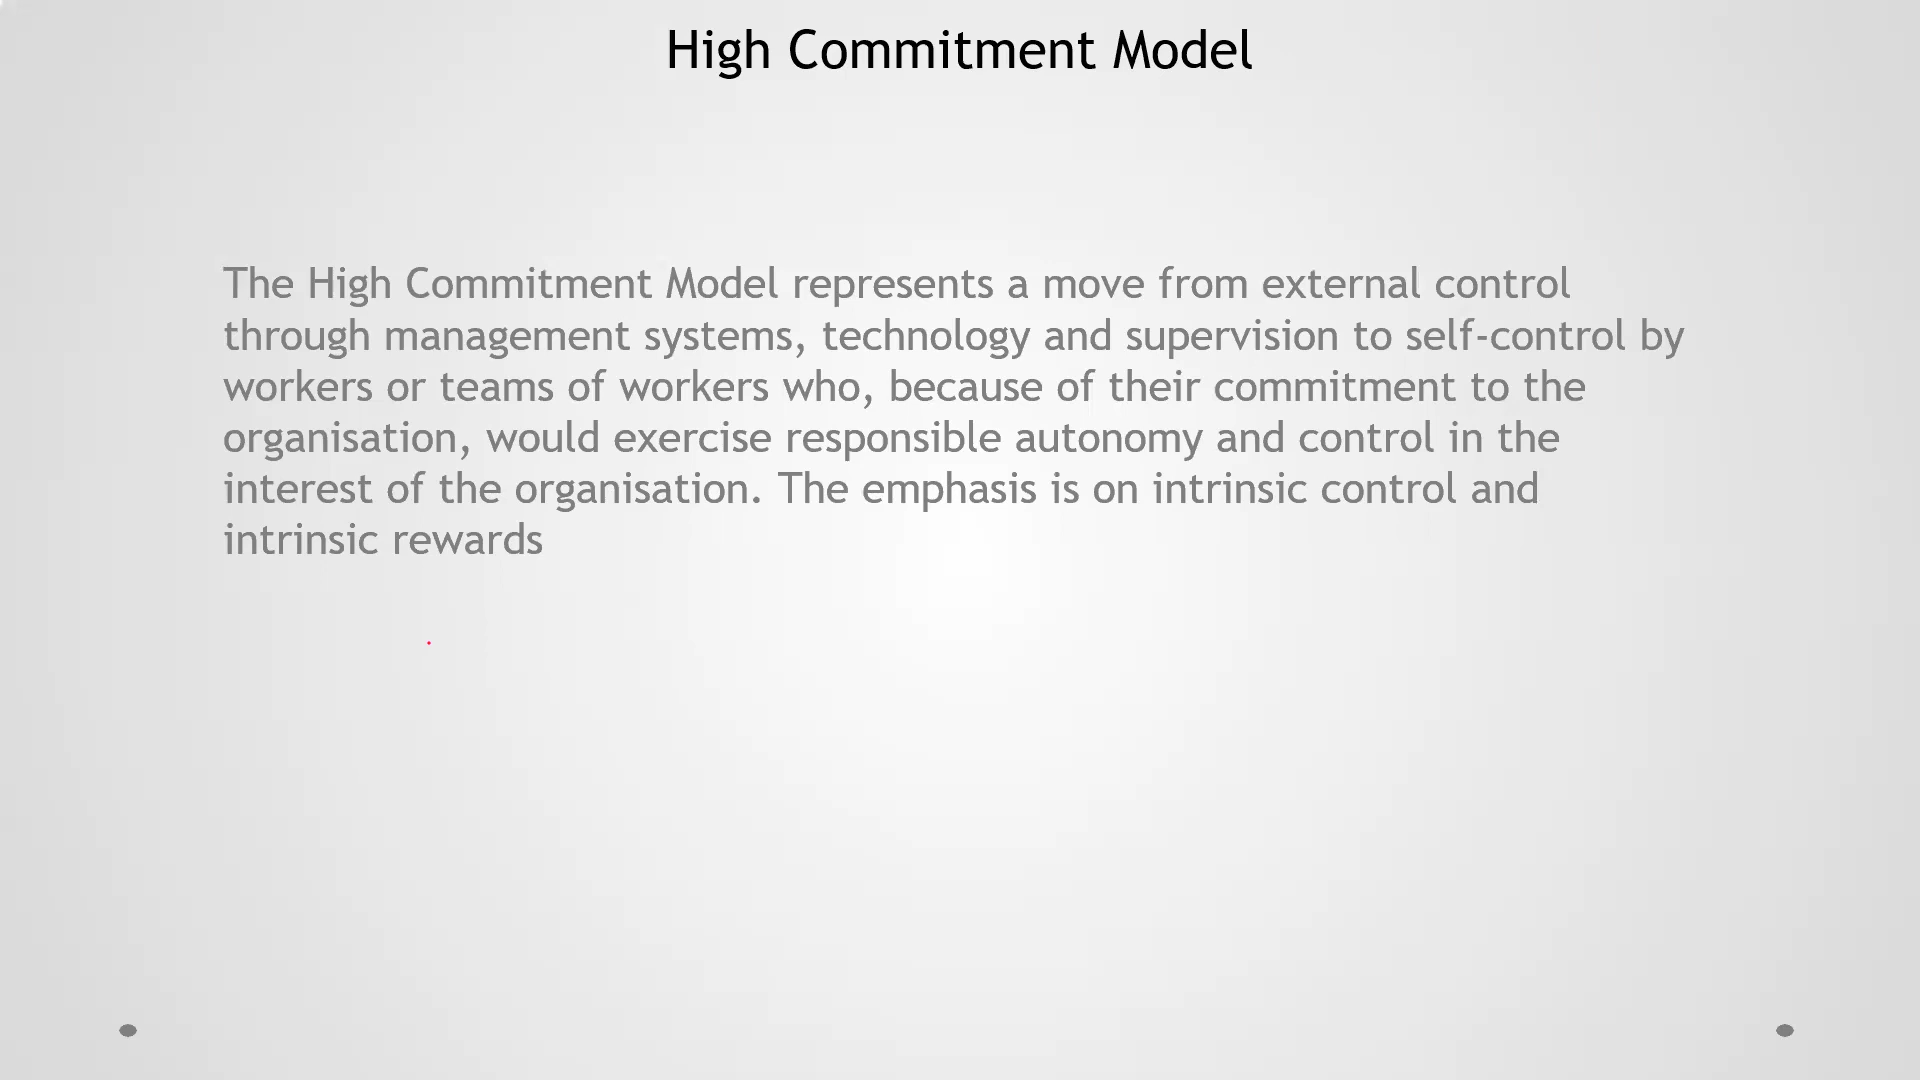 High Commitment Model
The High Commitment Model represents a move from external control
through management systems, technology and supervision to self-control by
workers or teams of workers who, because of their commitment to the
organisation, would exercise responsible autonomy and control in the
interest of the organisation. The emphasis is on intrinsic control and
intrinsic rewards